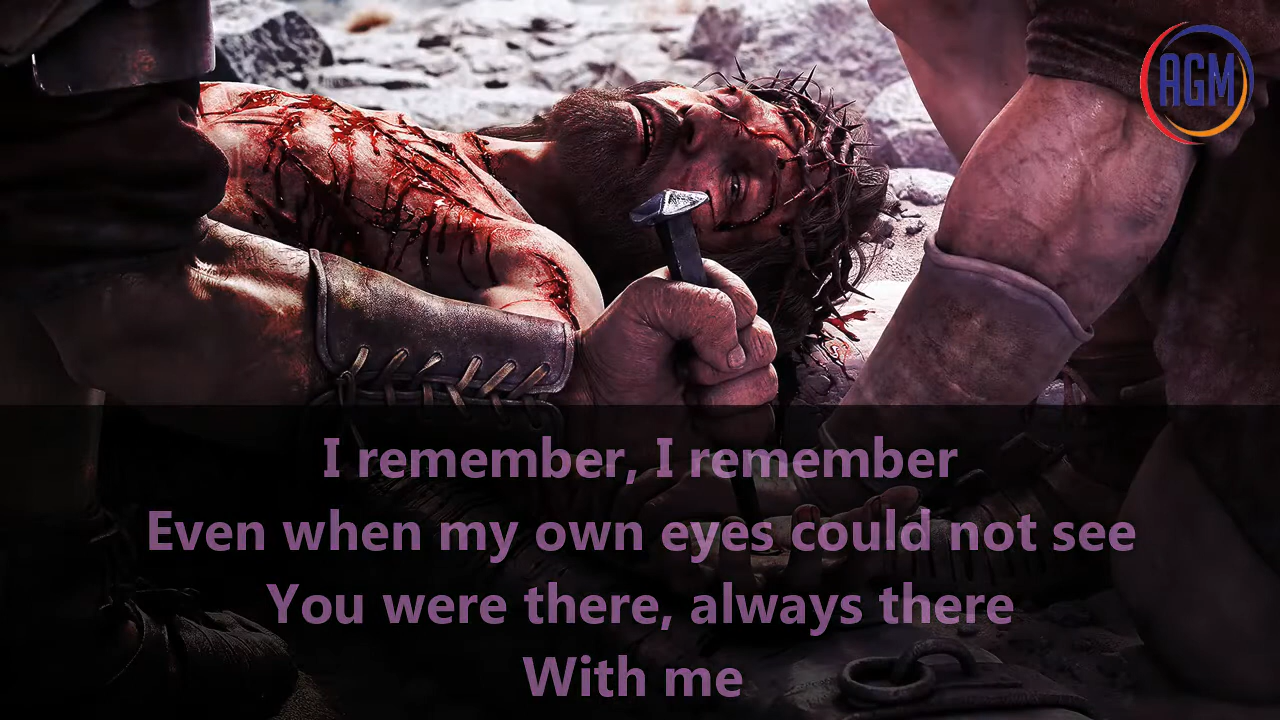 AGM
I remember, I remember
Even when my own eyes could not see
You were there, always there
With me